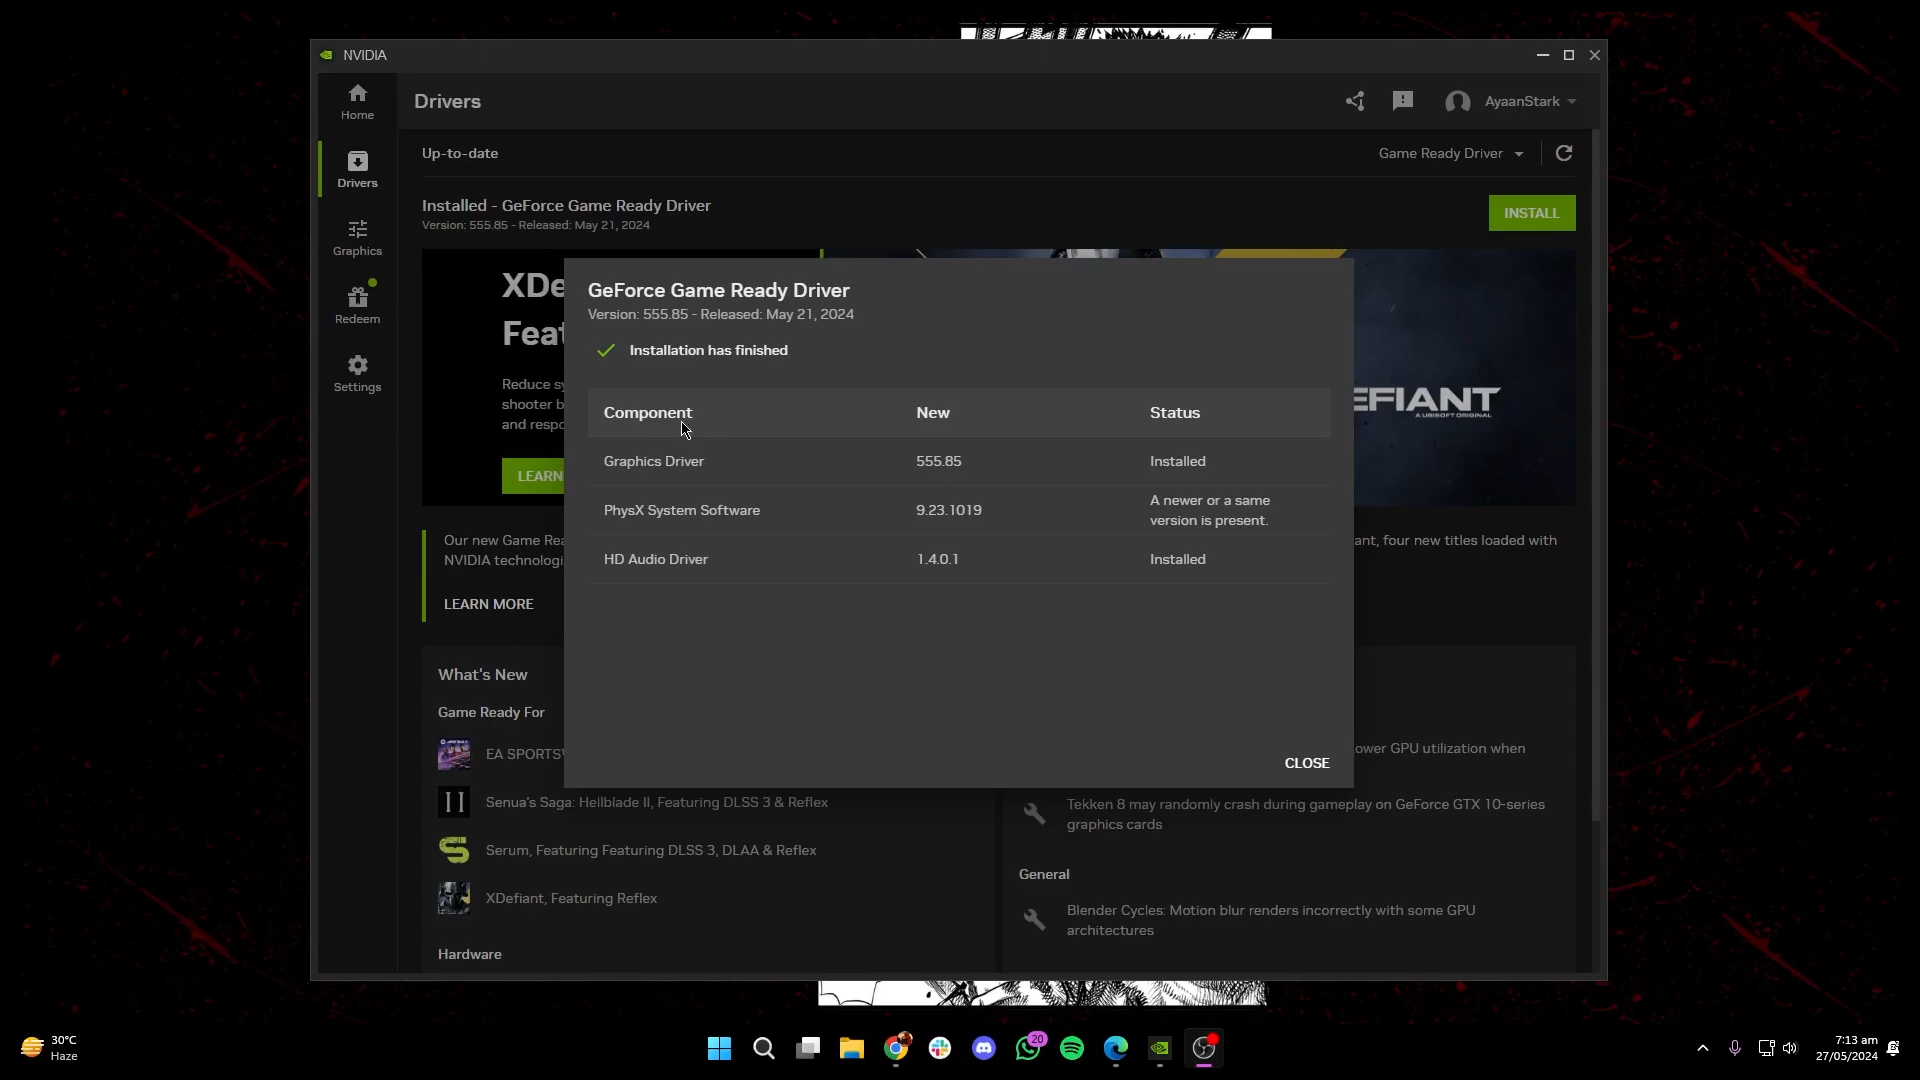 NVIDIA
Home
Drivers
Graphics
Redeem
Settings
Drivers
AyaanStark
Up-to-date
Game Ready Driver
Installed - GeForce Game Ready Driver
Version: 555.85 - Released: May 21, 2024
INSTALL
GeForce Game Ready Driver
Version: 555.85 - Released: May 21, 2024
Installation has finished
Component New Status
Graphics Driver 555.85 Installed
PhysX System Software 9.23.1019 A newer or a same
version is present.
HD Audio Driver 1.4.0.1 Installed
CLOSE
XDe
Feat
Reduce sy
shooter b
and respo
LEARN
EFIANT
A UBISOFT ORIGINAL
Our new Game Rea
NVIDIA technologi
ant, four new titles loaded with
LEARN MORE
What's New
Game Ready For
EA SPORTS
Senua's Saga: Hellblade II, Featuring DLSS 3 & Reflex
Serum, Featuring Featuring DLSS 3, DLAA & Reflex
XDefiant, Featuring Reflex
Hardware
ower GPU utilization when
Tekken 8 may randomly crash during gameplay on GeForce GTX 10-series
graphics cards
General
Blender Cycles: Motion blur renders incorrectly with some GPU
architectures
30°C
Haze
20
7:13 am
27/05/2024